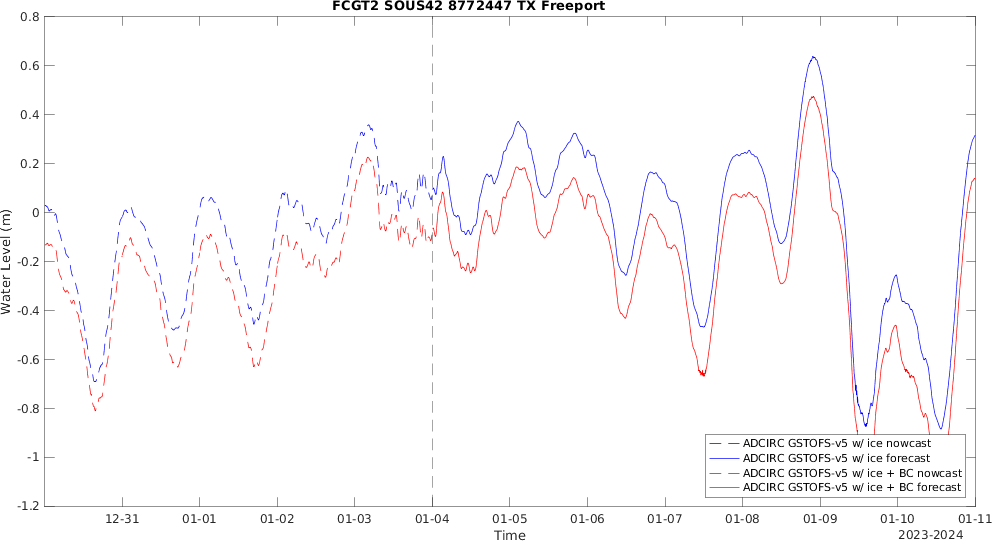 FCGT2 SOUS42 8772447 TX Freeport
0.8
0.6
0.4
0.2
0
-0.2
-0.4
-0.6
-0.8
-1
-1.2
Water Level (m)
ADCIRC GSTOFS-v5 w/ ice nowcast
ADCIRC GSTOFS-v5 w/ ice forecast
ADCIRC GSTOFS-v5 w/ ice + BC nowcast
ADCIRC GSTOFS-v5 w/ ice + BC forecast
12-31 01-01 01-02 01-03 01-04 01-05 01-06 01-07 01-08 01-09 01-10 01-11
Time
2023-2024